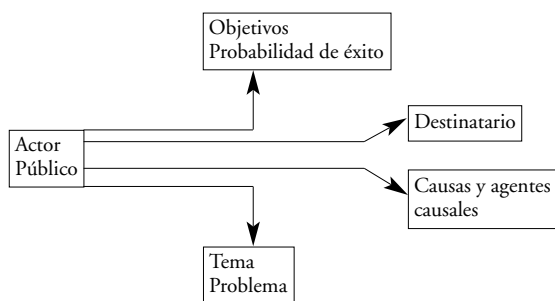 Objetivos
Probabilidad de éxito
Destinatario
Actor
Público
Causas y agentes
causales
Tema
Problema